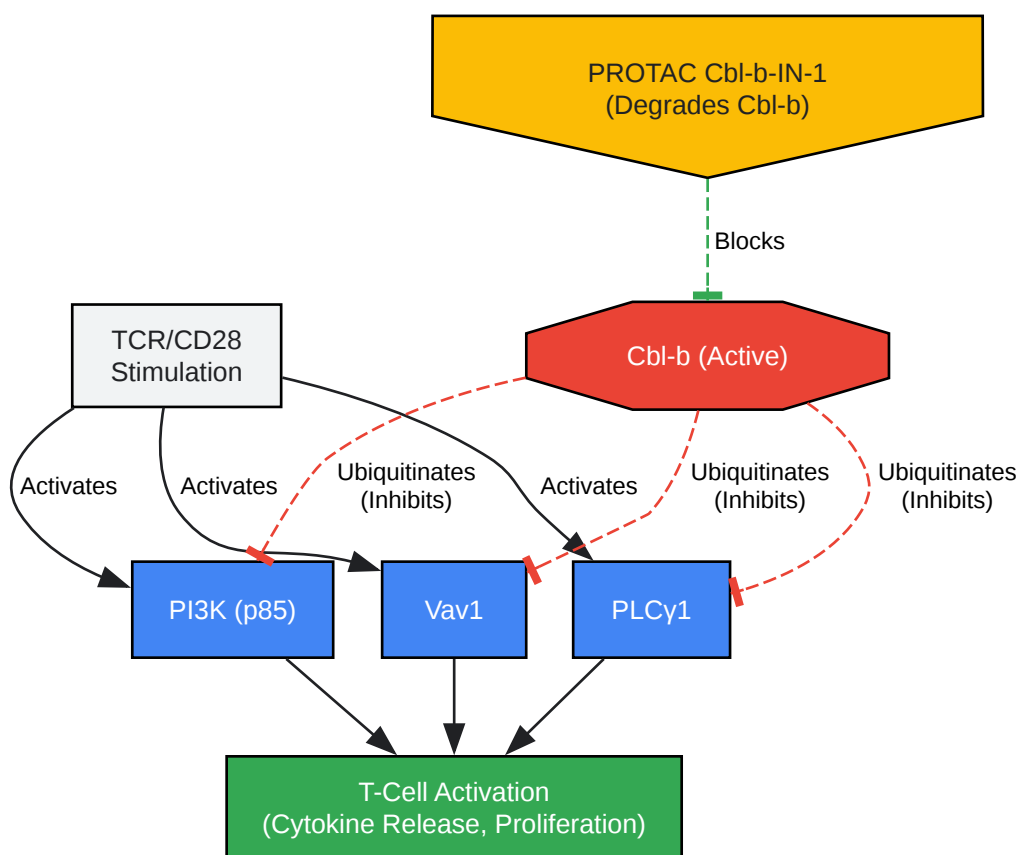 PROTAC Cbl-b-IN-1
(Degrades Cbl-b)
Blocks
TCR/CD28
Stimulation
Cbl-b (Active)
Activates
Activates
Ubiquitinates
(Inhibits)
Activates
Ubiquitinates
(Inhibits)
Ubiquitinates
(Inhibits)
PI3K (p85)
Vav1
PLCγ1
T-Cell Activation
(Cytokine Release, Proliferation)